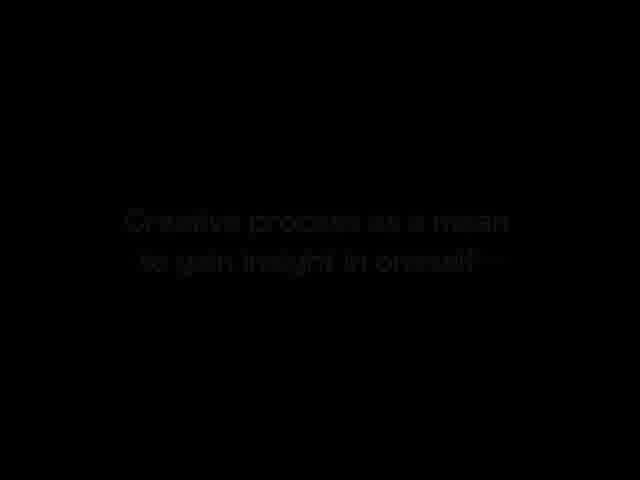 Creative process as a mean
to gain insight in oneself